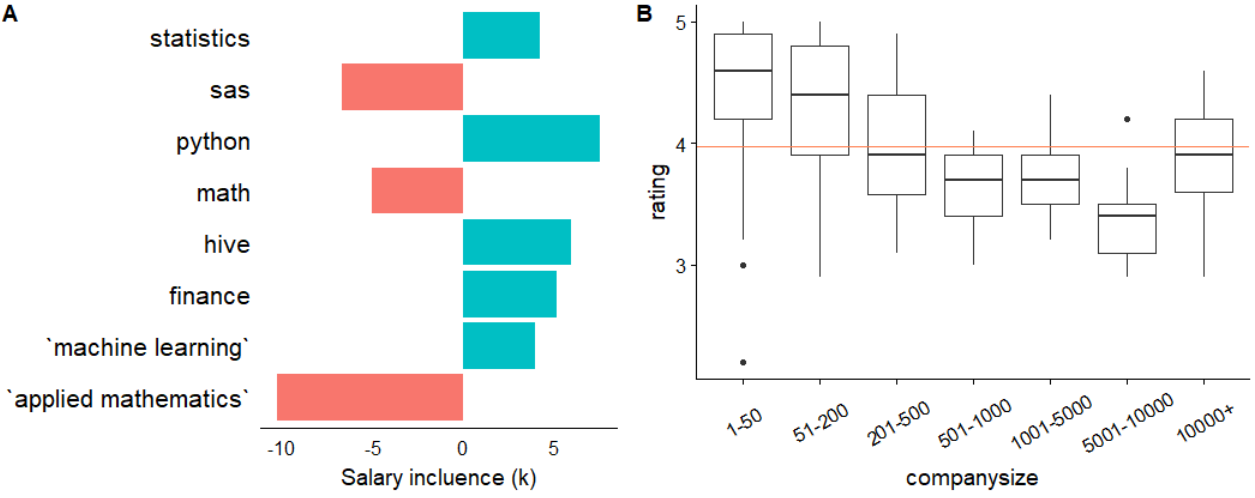 A
statistics
sas
python
math
hive
finance
`machine learning`
`applied mathematics`
-10 -5 0 5
Salary incluence (k)
B
5
4
3
rating
1-50 51-200 201-500 501-1000 1001-5000 5001-10000 10000+
companysize